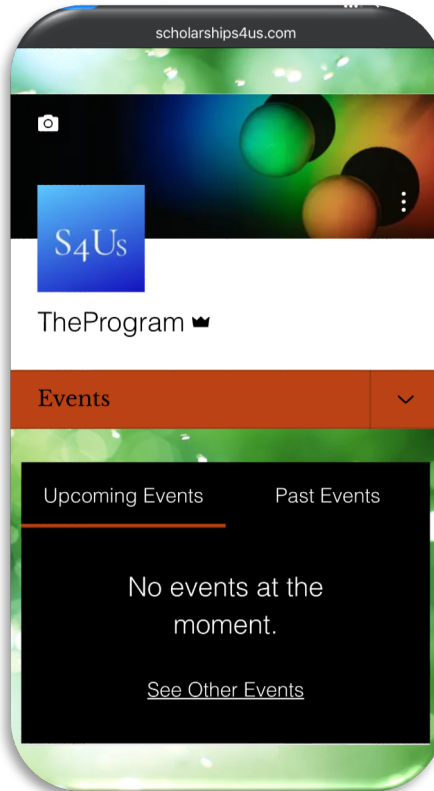 scholarships4us.com
S4Us
TheProgram
Events
Upcoming Events
Past Events
No events at the
moment.
See Other Events